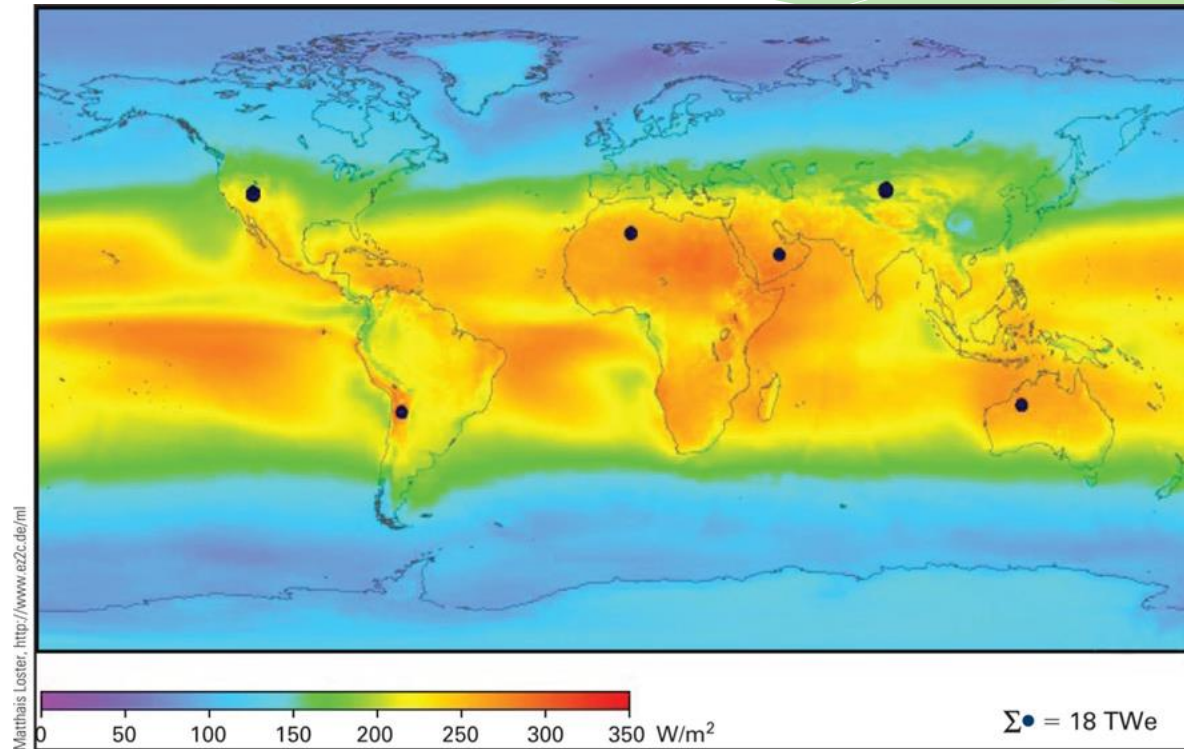 Matthais Loster, http://www.ez2c.de/ml
0 50 100 150 200 250 300 350 W/m²
Σ● = 18 TWe